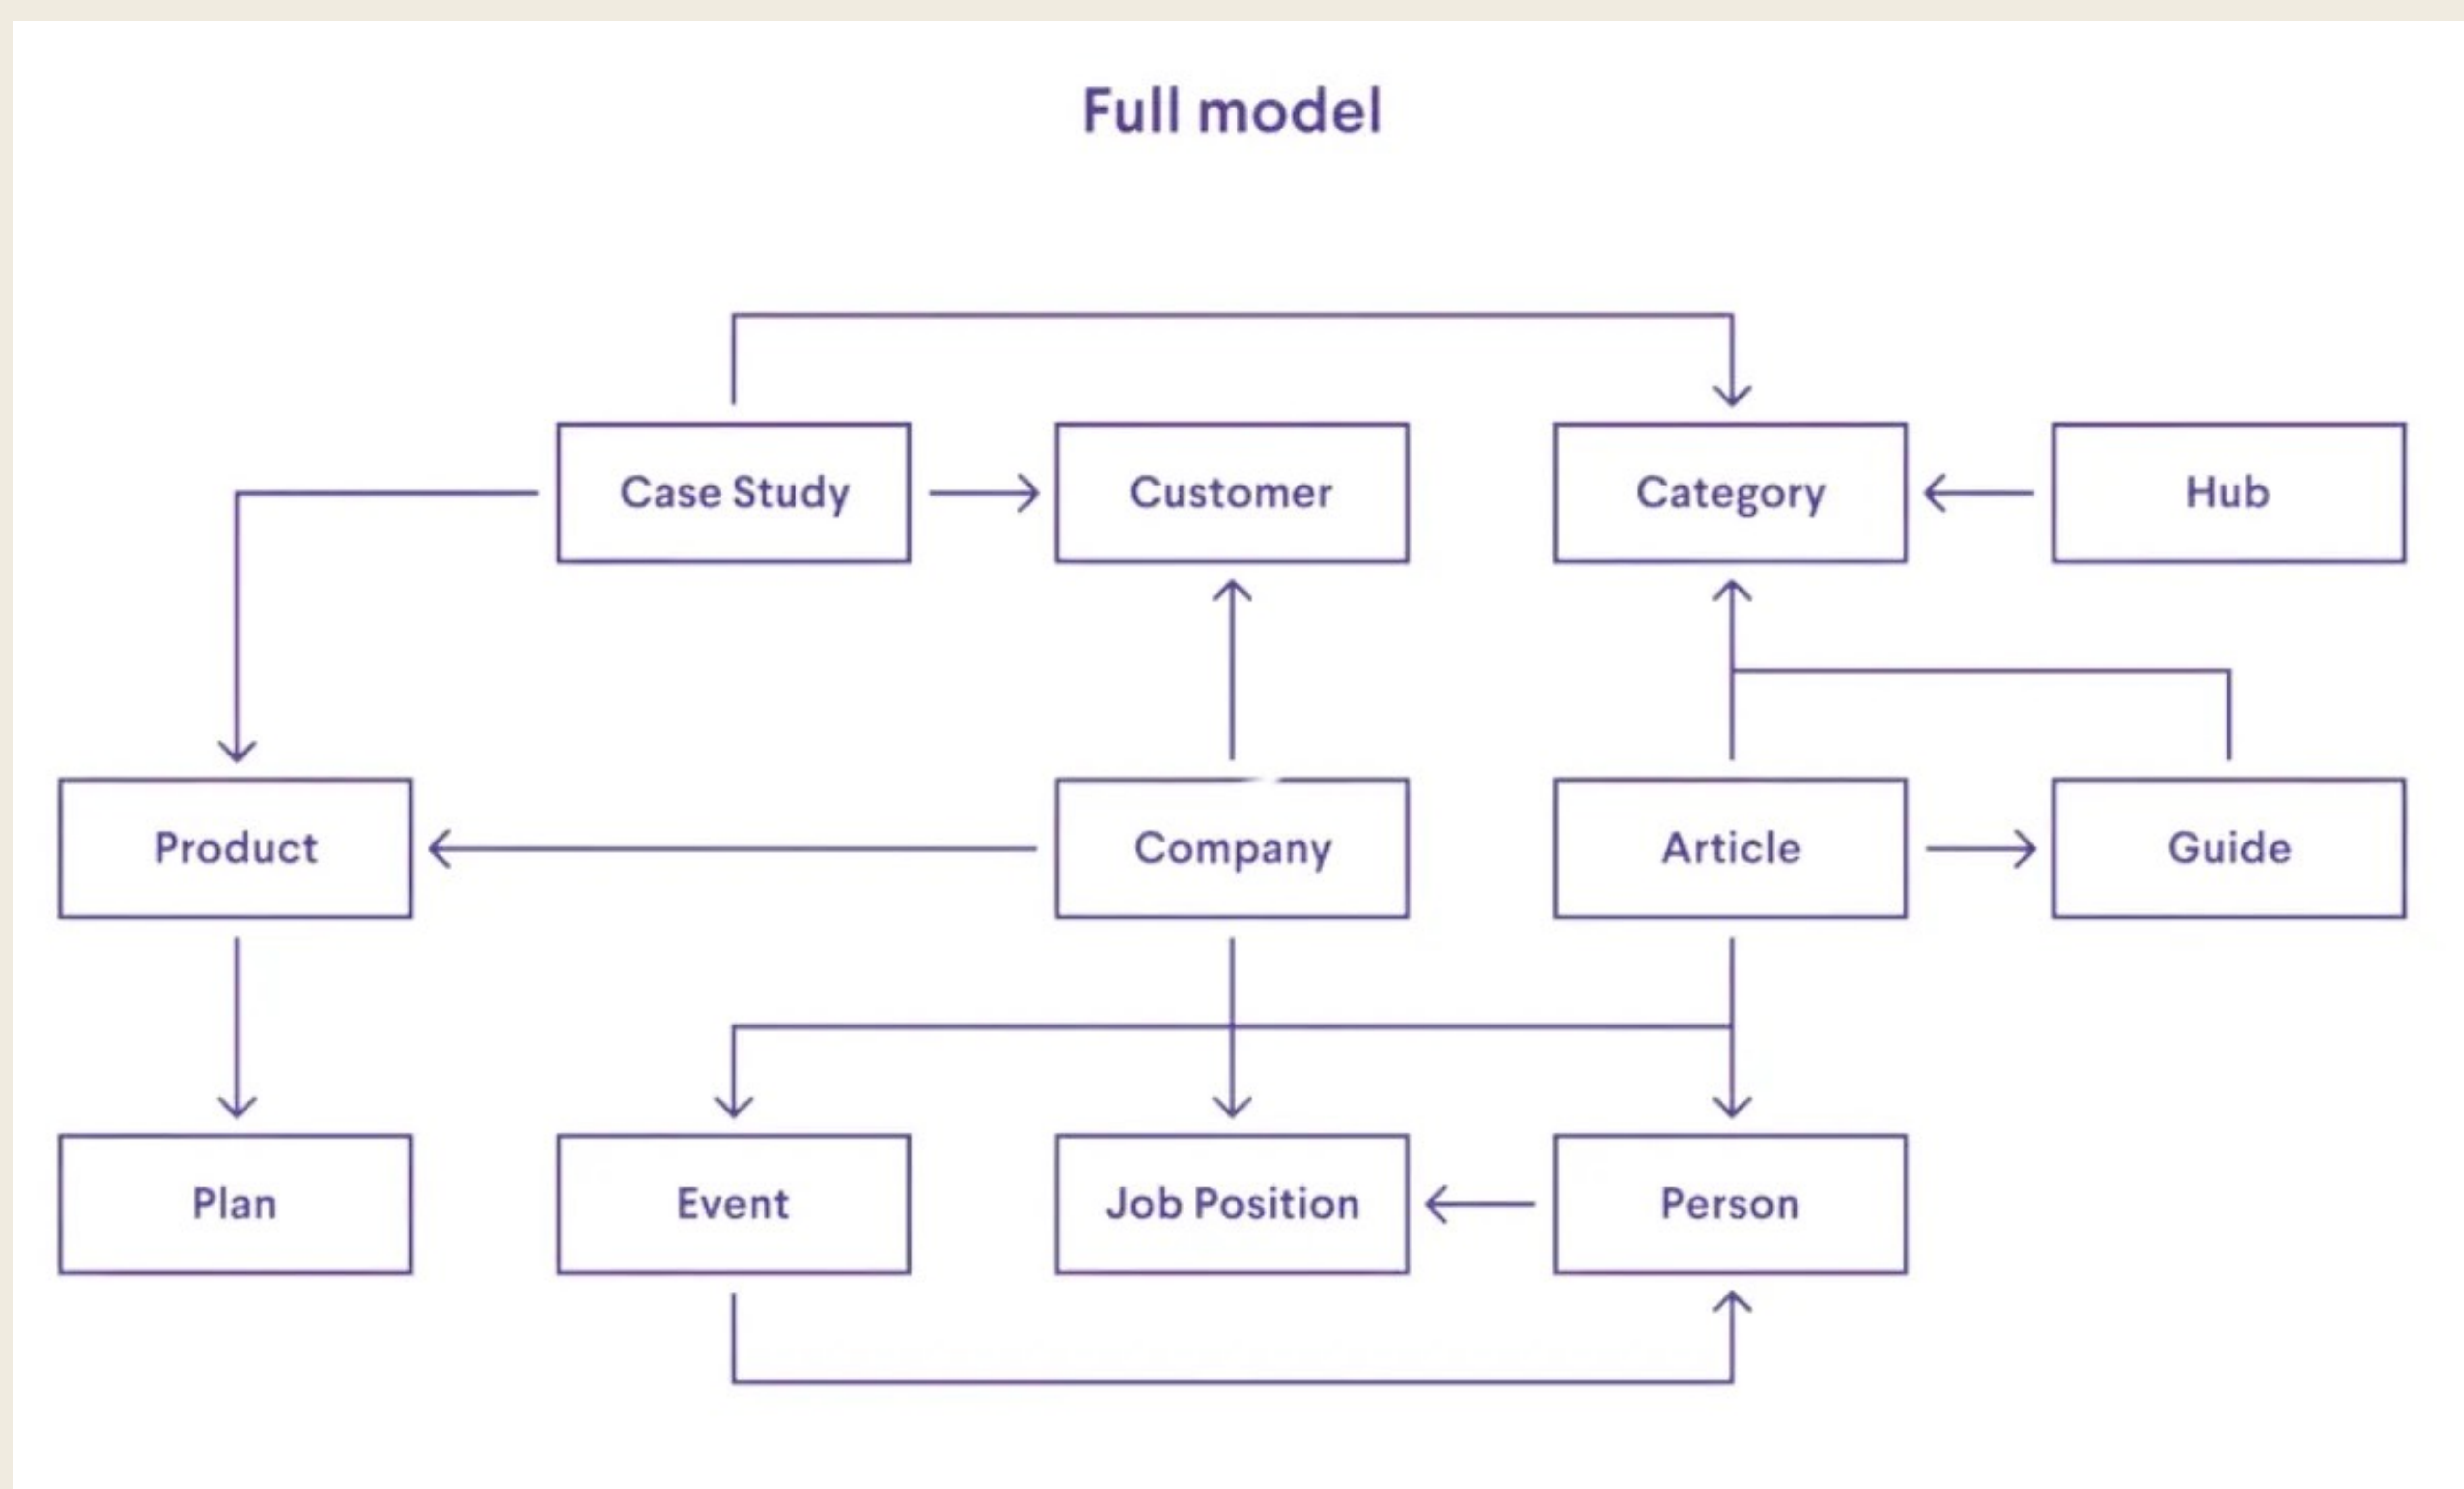 Full model
Case Study
Customer
Category
Hub
Product
Company
Article
Guide
Plan
Event
Job Position
Person